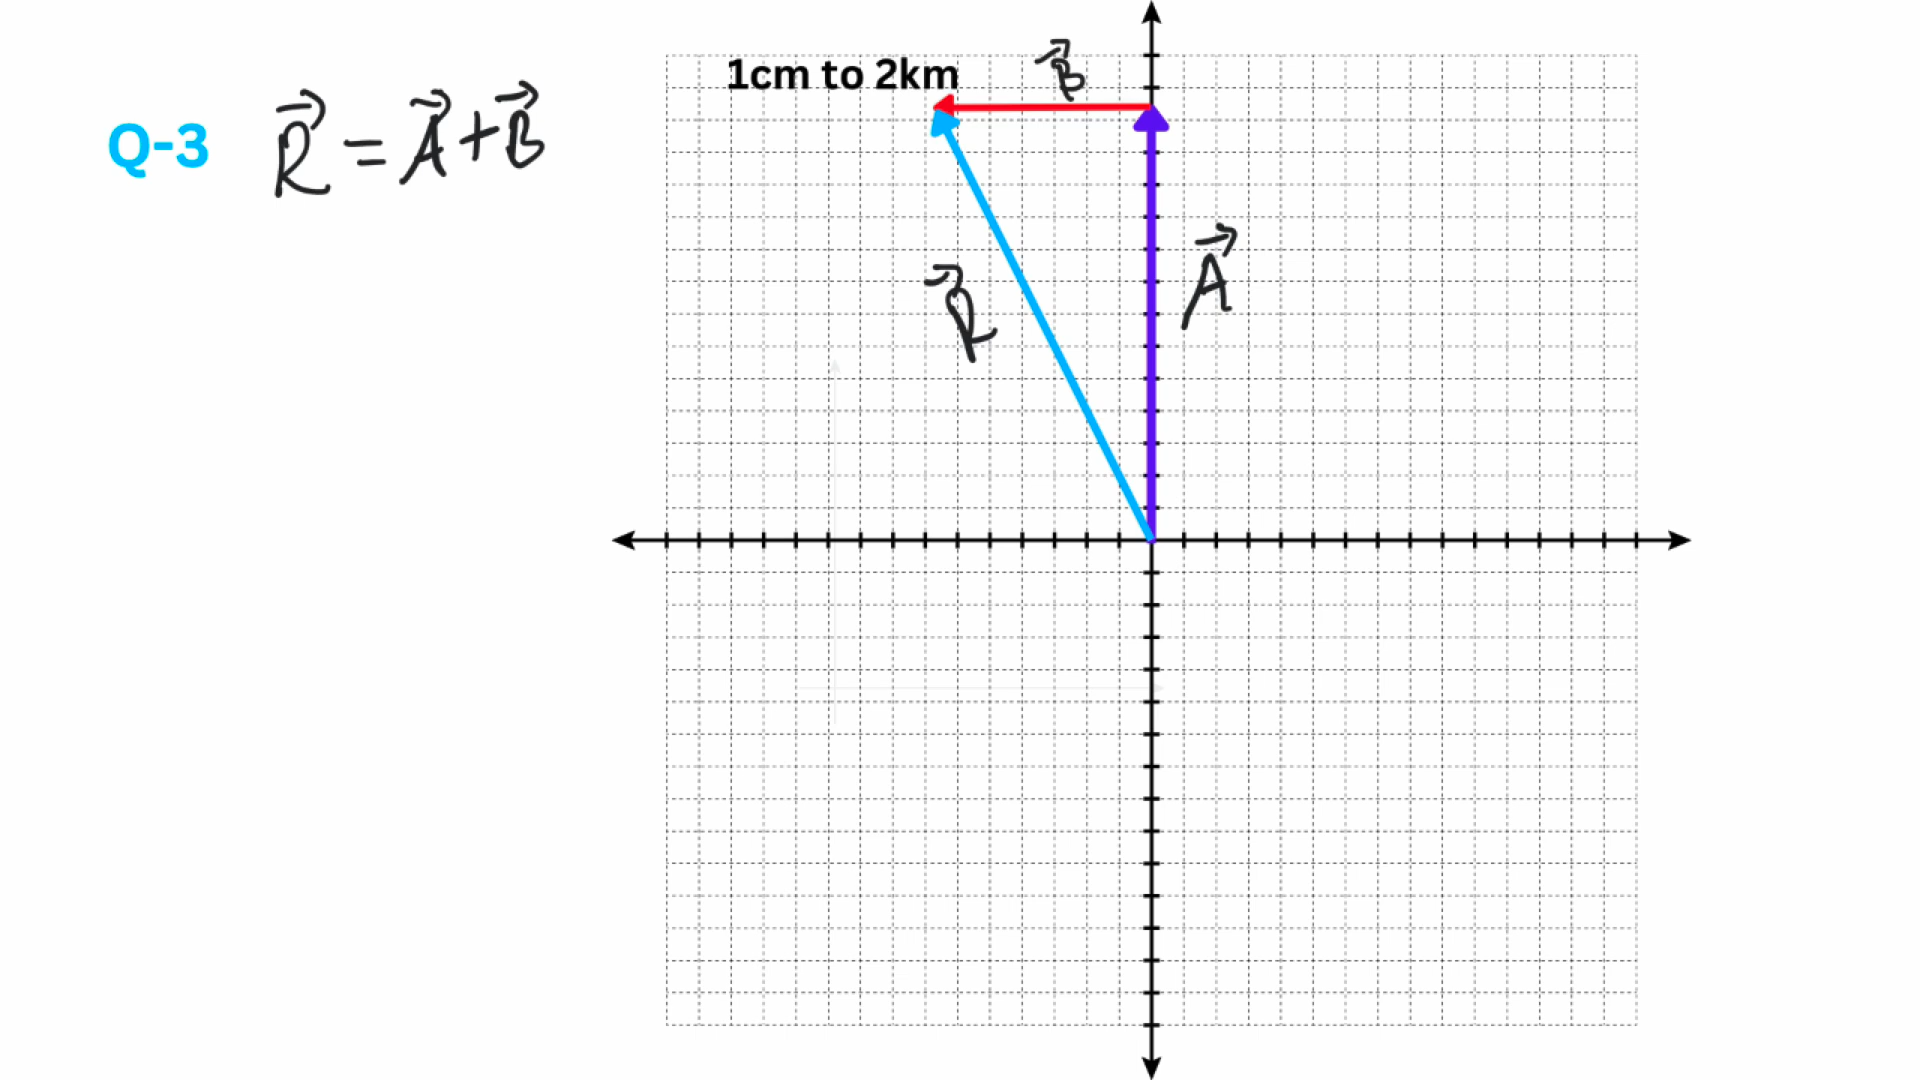 1cm to 2km
B⃗
Q-3 R⃗ = A⃗ + B⃗
A⃗
R⃗